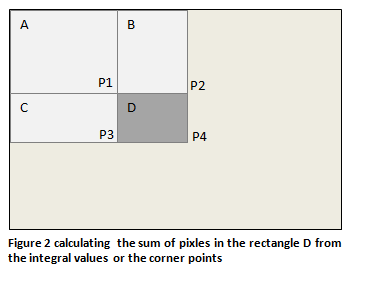 A B
P1 P2
C D
P3 P4
Figure 2 calculating the sum of pixles in the rectangle D from
the integral values or the corner points